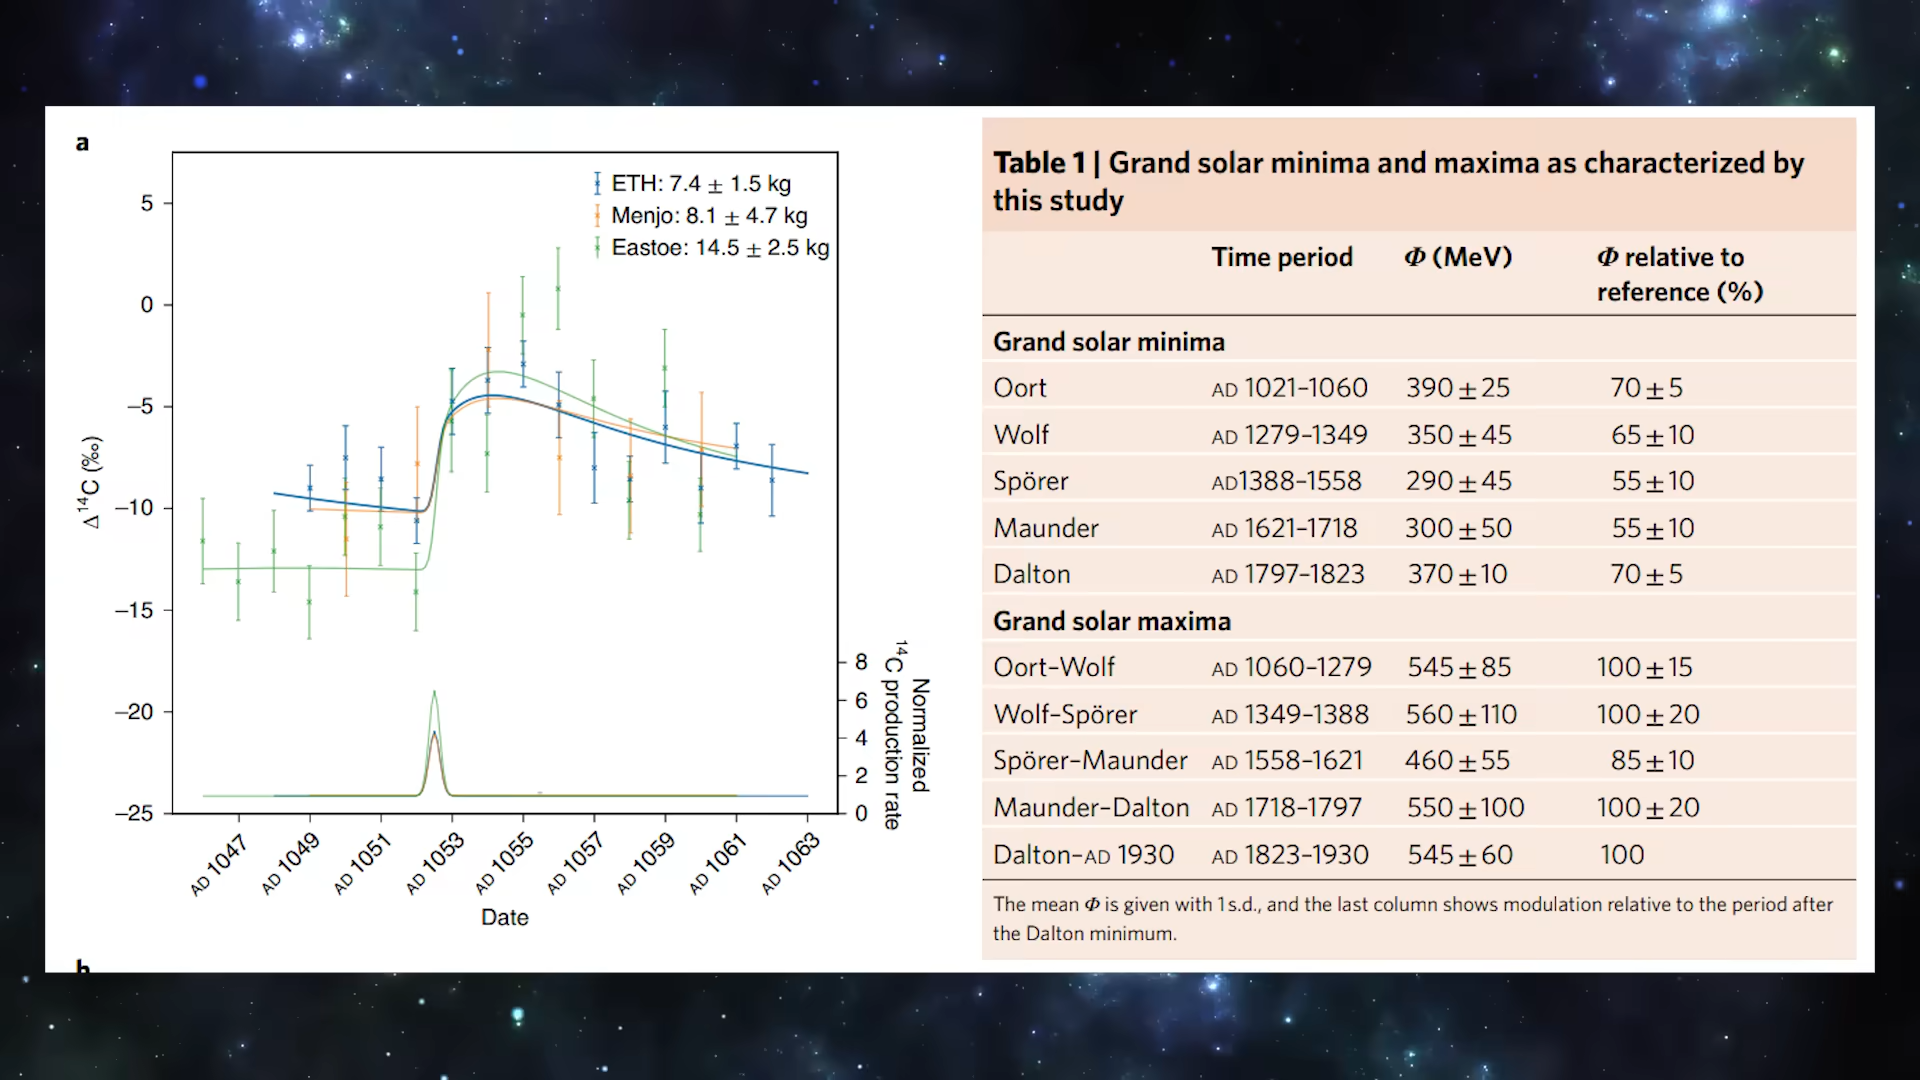 a
ETH: 7.4 ± 1.5 kg
Menjo: 8.1 ± 4.7 kg
Eastoe: 14.5 ± 2.5 kg
5
0
−5
−10
−15
−20
−25
Δ¹⁴C (‰)
8
6
4
2
0
Normalized
¹⁴C production rate
AD 1047
AD 1049
AD 1051
AD 1053
AD 1055
AD 1057
AD 1059
AD 1061
AD 1063
Date
b
Table 1 | Grand solar minima and maxima as characterized by
this study
Time period Φ (MeV) Φ relative to
reference (%)
Grand solar minima
Oort AD 1021–1060 390 ± 25 70 ± 5
Wolf AD 1279–1349 350 ± 45 65 ± 10
Spörer AD1388–1558 290 ± 45 55 ± 10
Maunder AD 1621–1718 300 ± 50 55 ± 10
Dalton AD 1797–1823 370 ± 10 70 ± 5
Grand solar maxima
Oort–Wolf AD 1060–1279 545 ± 85 100 ± 15
Wolf–Spörer AD 1349–1388 560 ± 110 100 ± 20
Spörer–Maunder AD 1558–1621 460 ± 55 85 ± 10
Maunder–Dalton AD 1718–1797 550 ± 100 100 ± 20
Dalton–AD 1930 AD 1823–1930 545 ± 60 100
The mean Φ is given with 1 s.d., and the last column shows modulation relative to the period after
the Dalton minimum.